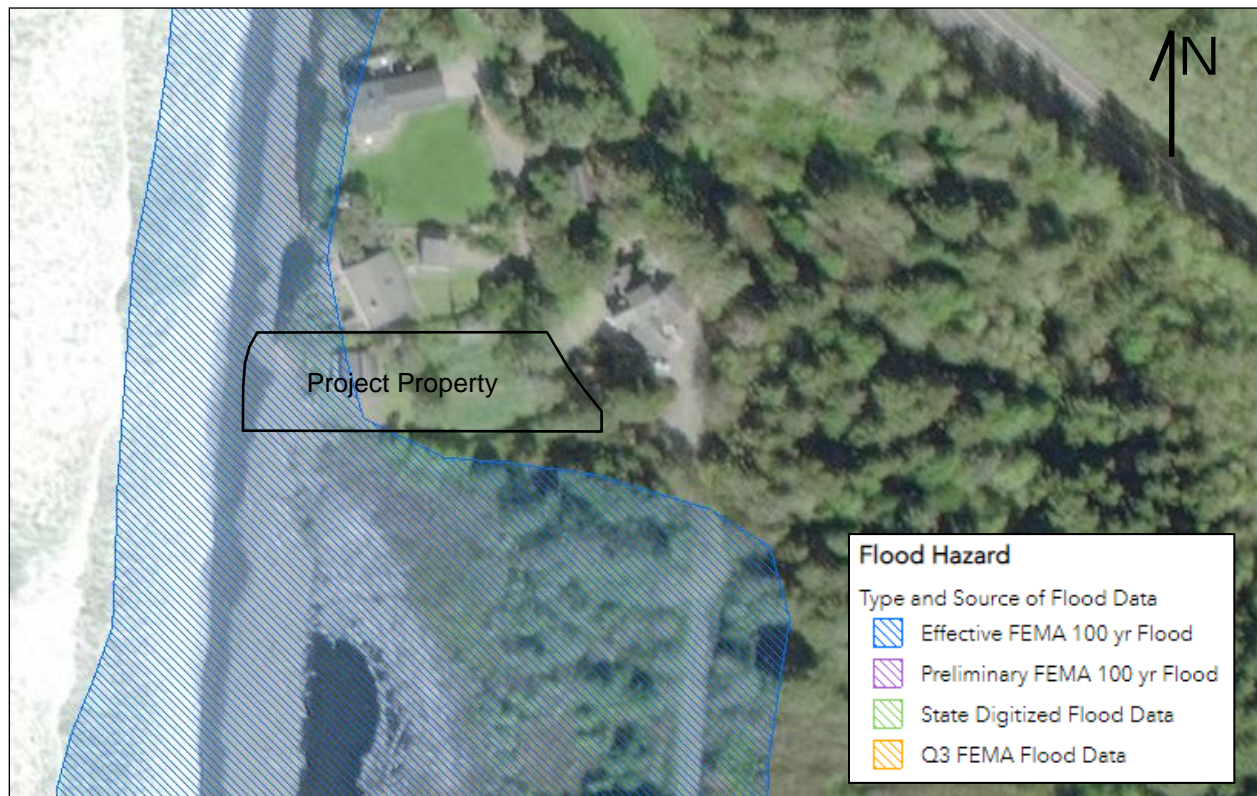 N
Project Property
Flood Hazard
Type and Source of Flood Data
Effective FEMA 100 yr Flood
Preliminary FEMA 100 yr Flood
State Digitized Flood Data
Q3 FEMA Flood Data